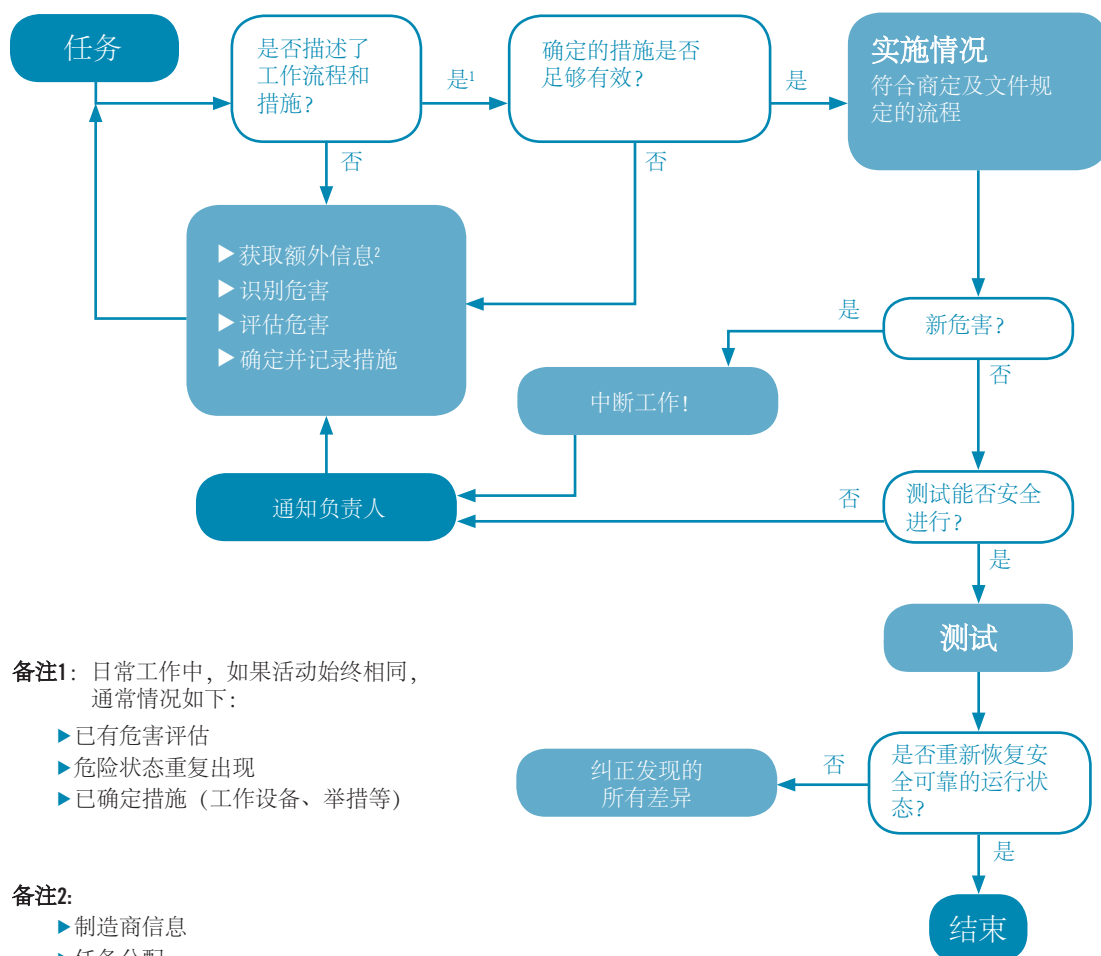 任务
是否描述了
工作流程和
措施?
是¹
确定的措施是否
足够有效?
是
实施情况
符合商定及文件规
定的流程
否
否
▶获取额外信息²
▶识别危害
▶评估危害
▶确定并记录措施
是
新危害?
否
中断工作!
通知负责人
否
测试能否安全
进行?
是
测试
备注1: 日常工作中, 如果活动始终相同,
通常情况如下:
▶已有危害评估
▶危险状态重复出现
▶已确定措施 (工作设备、举措等)
纠正发现的
所有差异
否
是否重新恢复安
全可靠的运行状
态?
是
结束
备注2:
▶制造商信息
▶任务分配